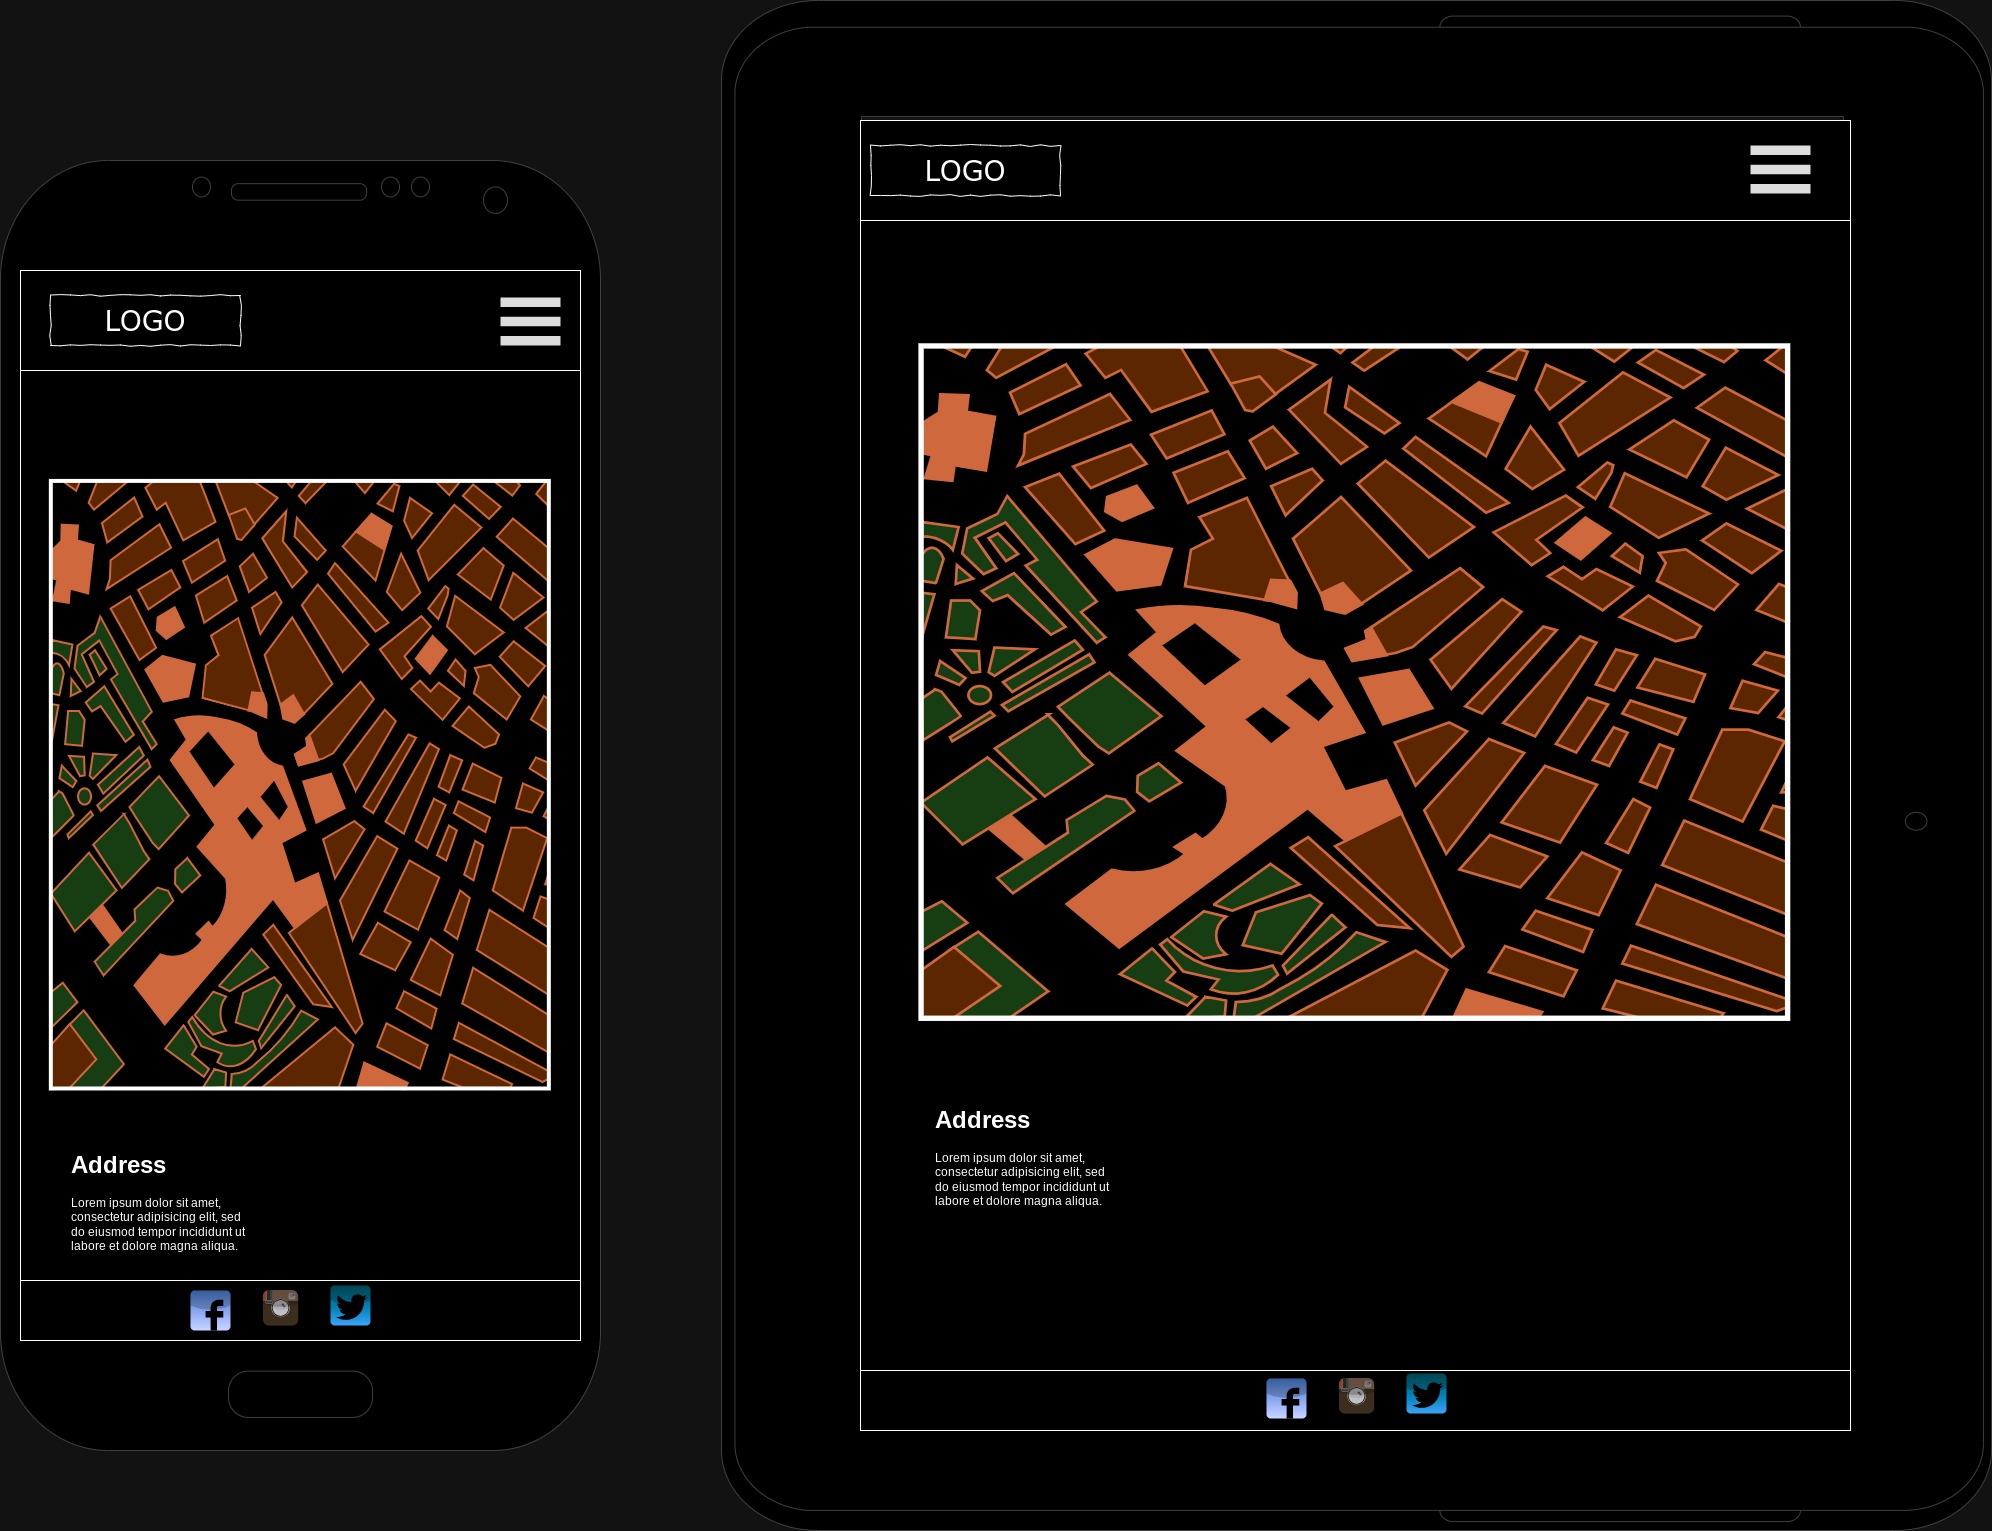 LOGO
Address
Lorem ipsum dolor sit amet,
consectetur adipisicing elit, sed
do eiusmod tempor incididunt ut
labore et dolore magna aliqua.
LOGO
Address
Lorem ipsum dolor sit amet,
consectetur adipisicing elit, sed
do eiusmod tempor incididunt ut
labore et dolore magna aliqua.